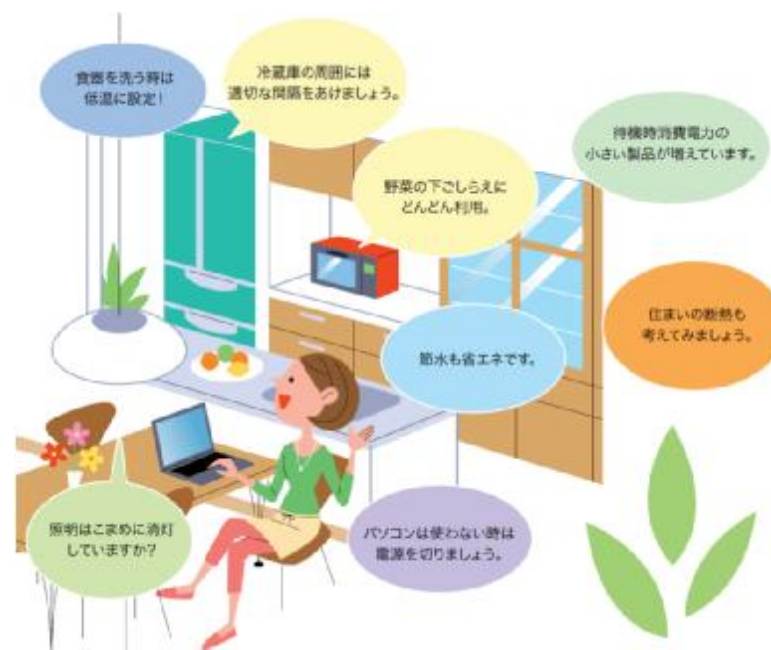 食器を洗う時は
低温に設定!
冷蔵庫の周囲には
適切な間隔をあけましょう。
待機時消費電力の
小さい製品が増えています。
野菜の下ごしらえに
どんどん利用。
住まいの断熱も
考えてみましょう。
節水も省エネです。
照明はこまめに消灯
していますか?
パソコンは使わない時は
電源を切りましょう。